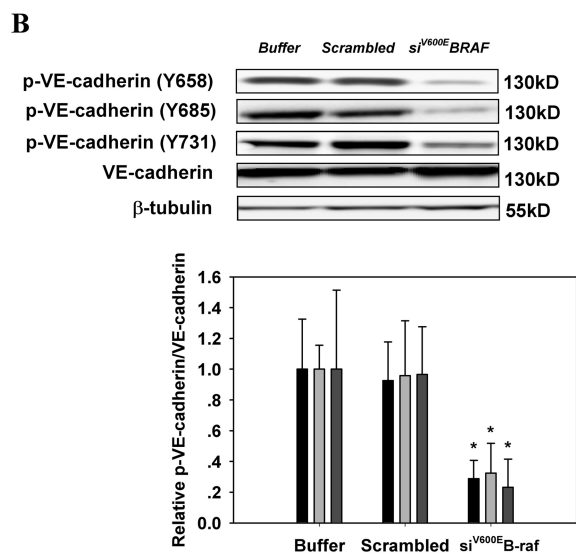 B
Buffer Scrambled siV600EBRAF
p-VE-cadherin (Y658) 130kD
p-VE-cadherin (Y685) 130kD
p-VE-cadherin (Y731) 130kD
VE-cadherin 130kD
β-tubulin 55kD
Relative p-VE-cadherin/VE-cadherin
1.6
1.4
1.2
1.0
.8
.6
.4
.2
0.0
* * *
Buffer Scrambled siV600EB-raf